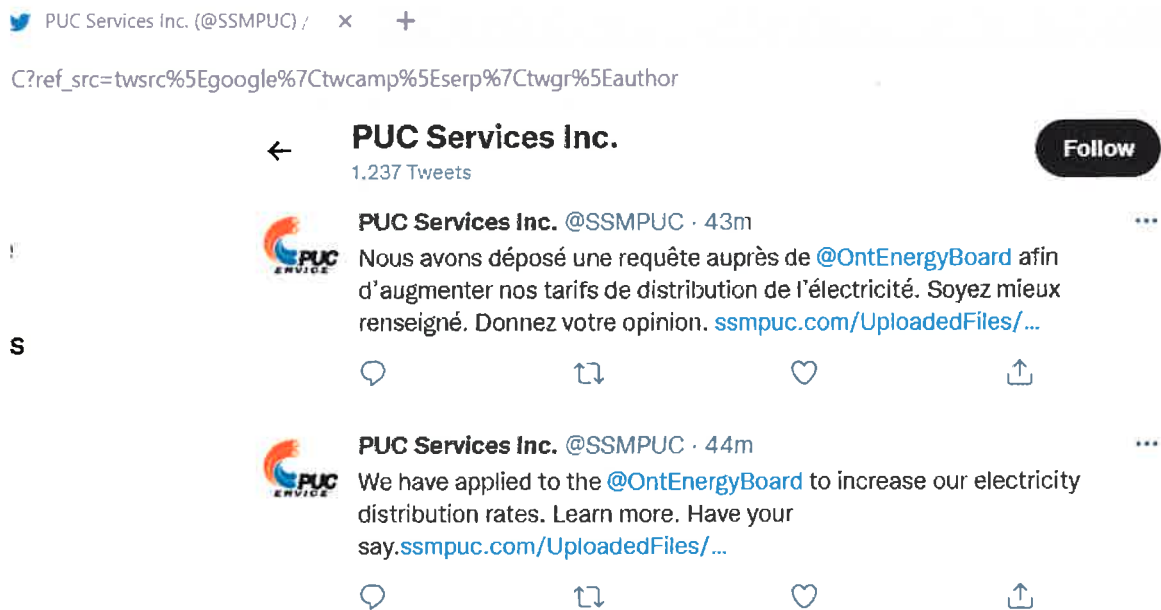 PUC Services Inc. (@SSMPUC) /
C?ref_src=twsrc%5Egoogle%7Ctwcamp%5Eserp%7Ctwgr%5Eauthor
PUC Services Inc.
1.237 Tweets
Follow
PUC Services Inc. @SSMPUC · 43m
PUC
Nous avons déposé une requête auprès de @OntEnergyBoard afin
d'augmenter nos tarifs de distribution de l'électricité. Soyez mieux
renseigné. Donnez votre opinion. ssmpuc.com/UploadedFiles/...
s
PUC Services Inc. @SSMPUC · 44m
PUC
We have applied to the @OntEnergyBoard to increase our electricity
distribution rates. Learn more. Have your
say.ssmpuc.com/UploadedFiles/...